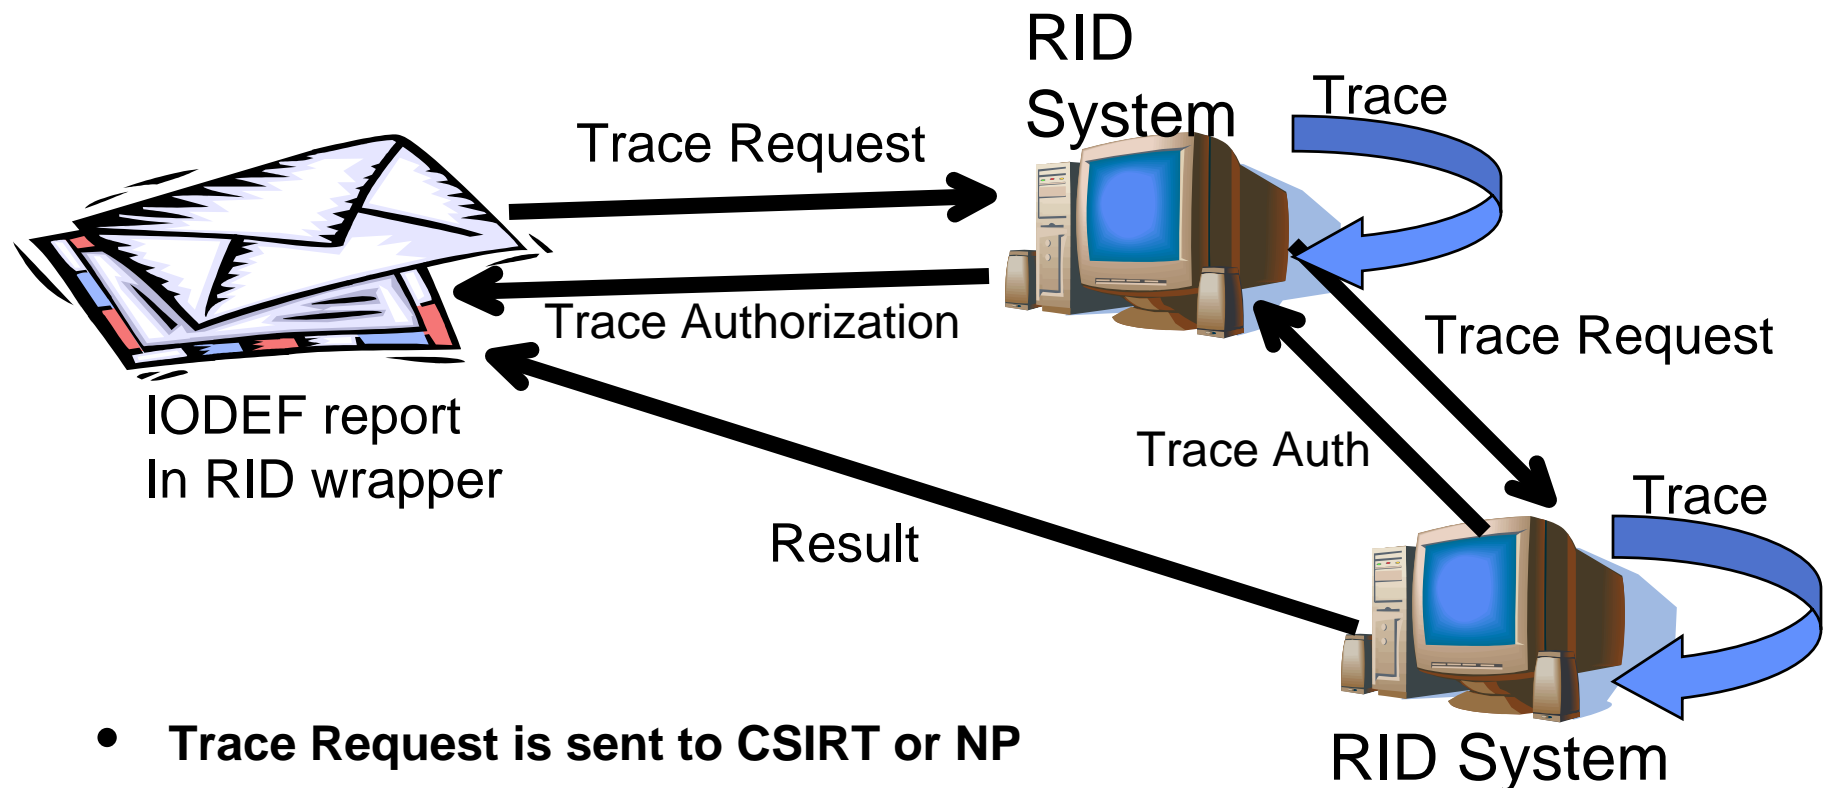 RID
System
Trace
Trace Request
Trace Authorization
Trace Request
IODEF report
In RID wrapper
Trace Auth
Trace
Result
• Trace Request is sent to CSIRT or NP
RID System